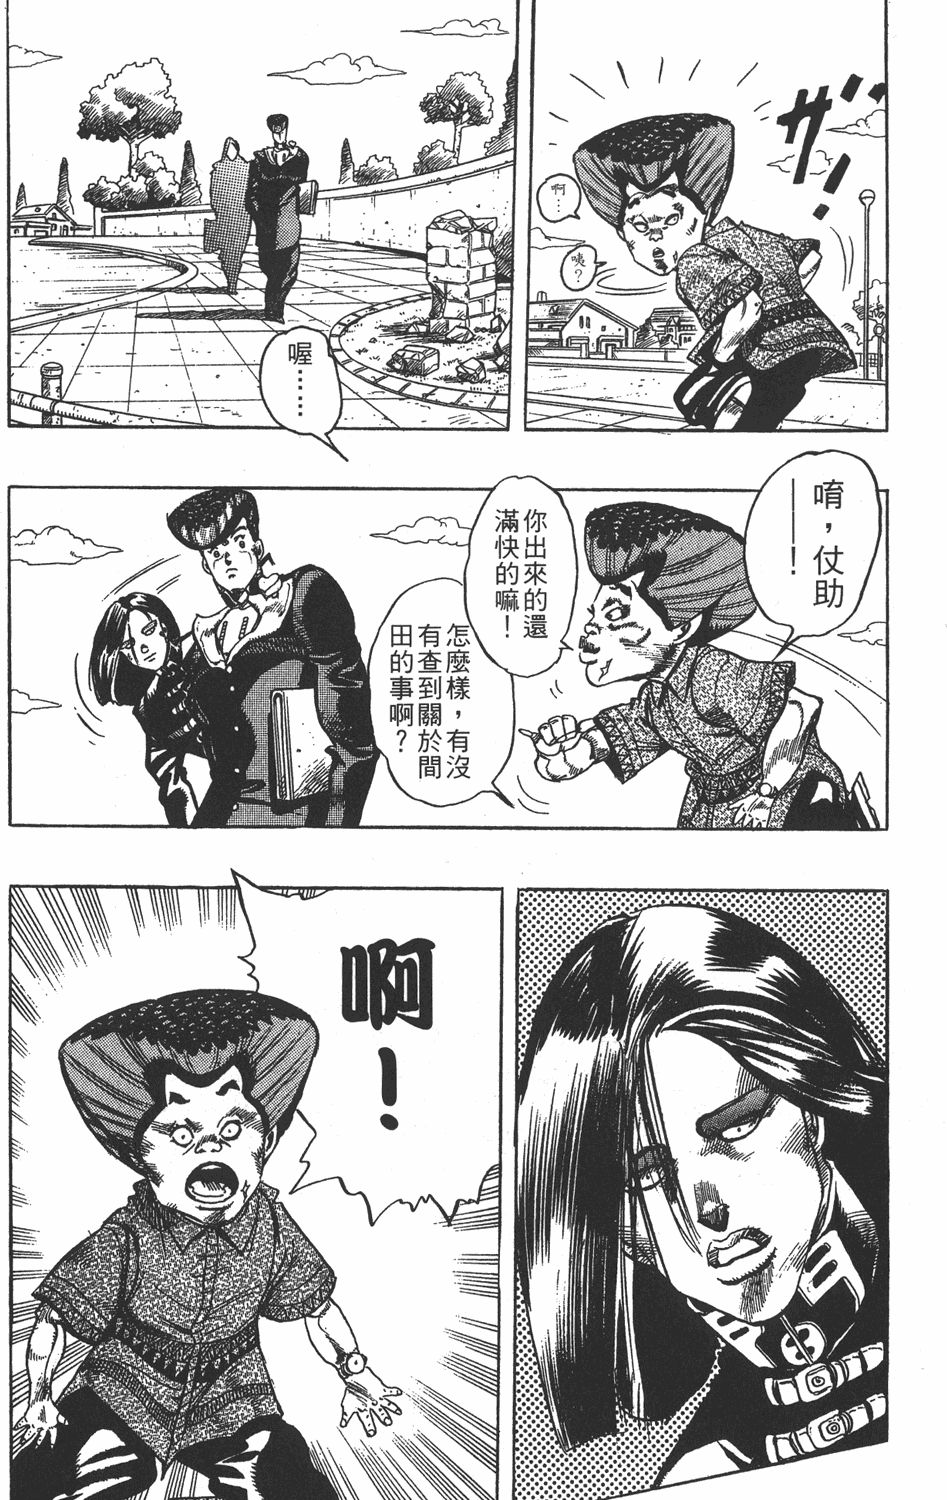 ザッ!
啊⋯
咦?
喔⋯⋯
唷,仗助
——!
你出來的還
滿快的嘛!
怎麼樣,有沒
有查到關於間
田的事啊?
啊!